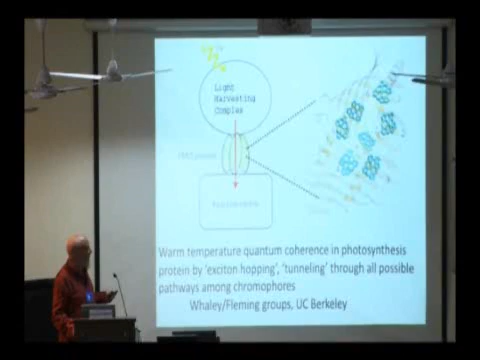 Light
Harvesting
Complex
Warm temperature quantum coherence in photosynthesis
protein by 'exciton hopping', 'tunneling' through all possible
pathways among chromophores
Whaley/Fleming groups, UC Berkeley